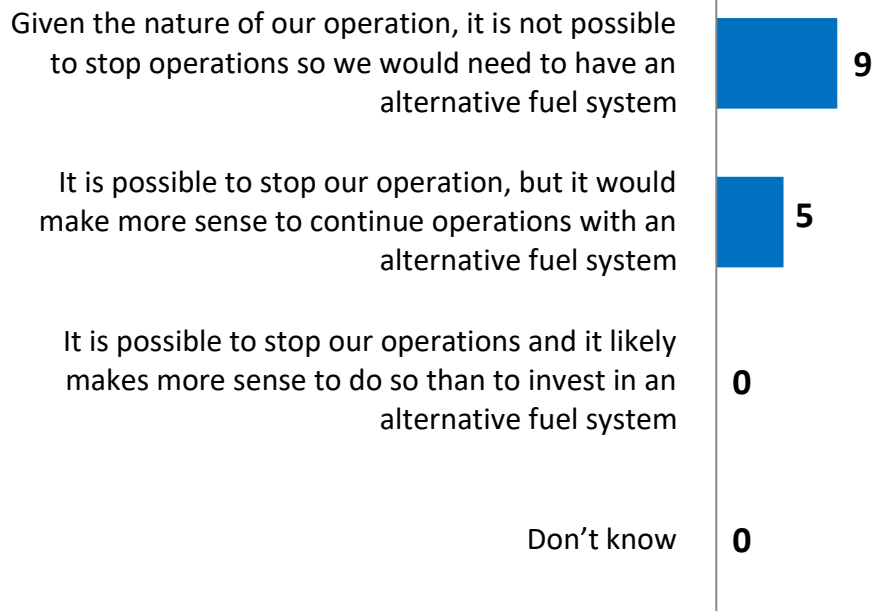 Given the nature of our operation, it is not possible
to stop operations so we would need to have an
alternative fuel system
9
It is possible to stop our operation, but it would
make more sense to continue operations with an
alternative fuel system
5
It is possible to stop our operations and it likely
makes more sense to do so than to invest in an
alternative fuel system
0
Don’t know
0